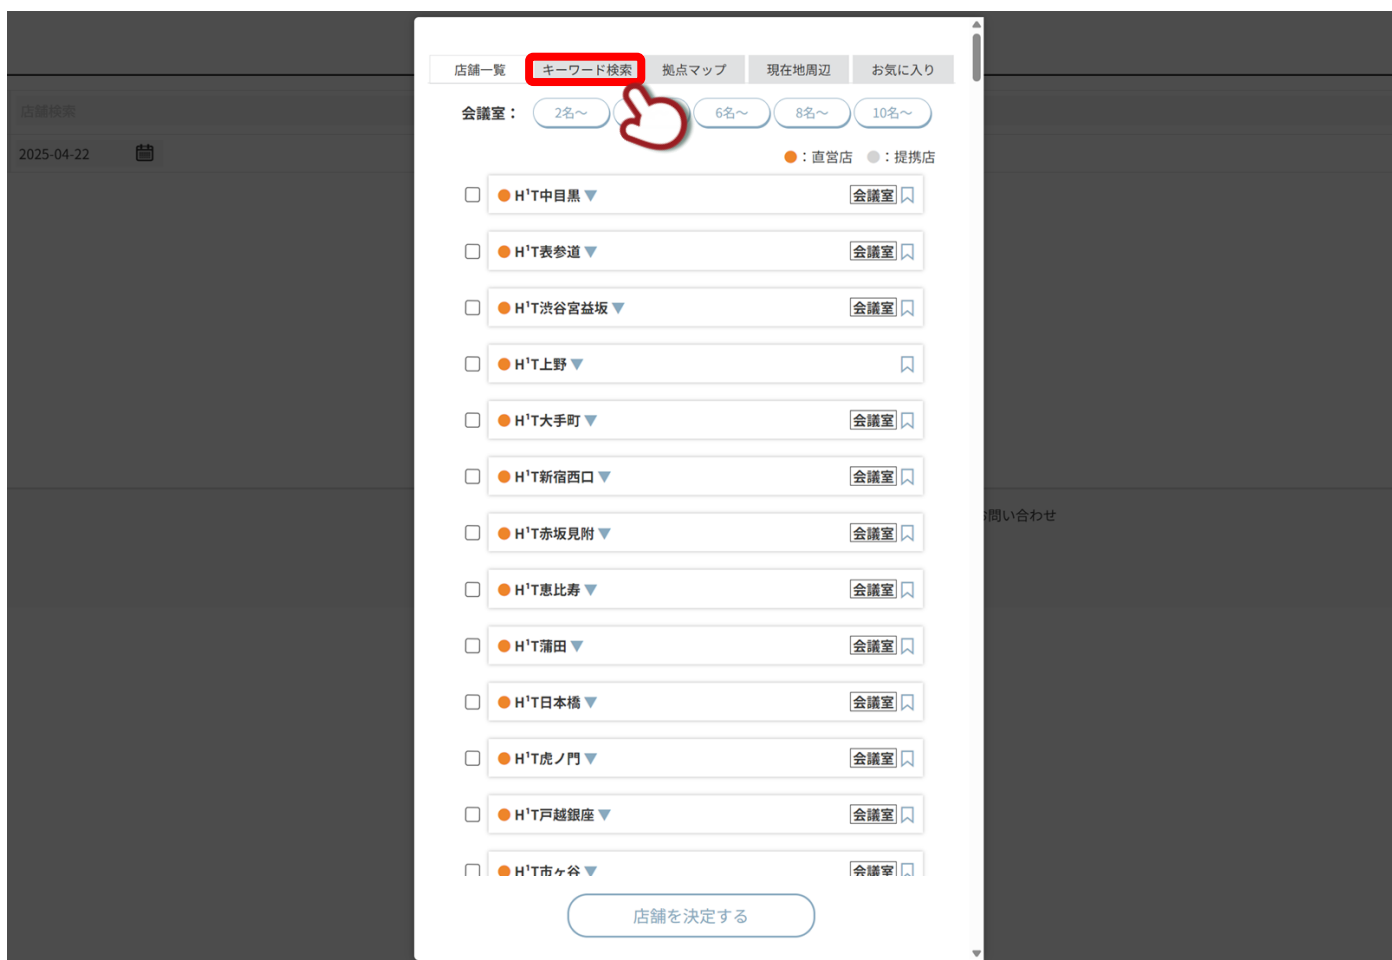 店舗一覧 キーワード検索 拠点マップ 現在地周辺 お気に入り
店舗検索
会議室： 2名～ 6名～ 8名～ 10名～
2025-04-22
：直営店 ：提携店
H¹T中目黒▼ 会議室
H¹T表参道▼ 会議室
H¹T渋谷宮益坂▼ 会議室
H¹T上野▼
H¹T大手町▼ 会議室
H¹T新宿西口▼ 会議室
問い合わせ
H¹T赤坂見附▼ 会議室
H¹T恵比寿▼ 会議室
H¹T蒲田▼ 会議室
H¹T日本橋▼ 会議室
H¹T虎ノ門▼ 会議室
H¹T戸越銀座▼ 会議室
H¹T市ヶ谷▼ 会議室
店舗を決定する